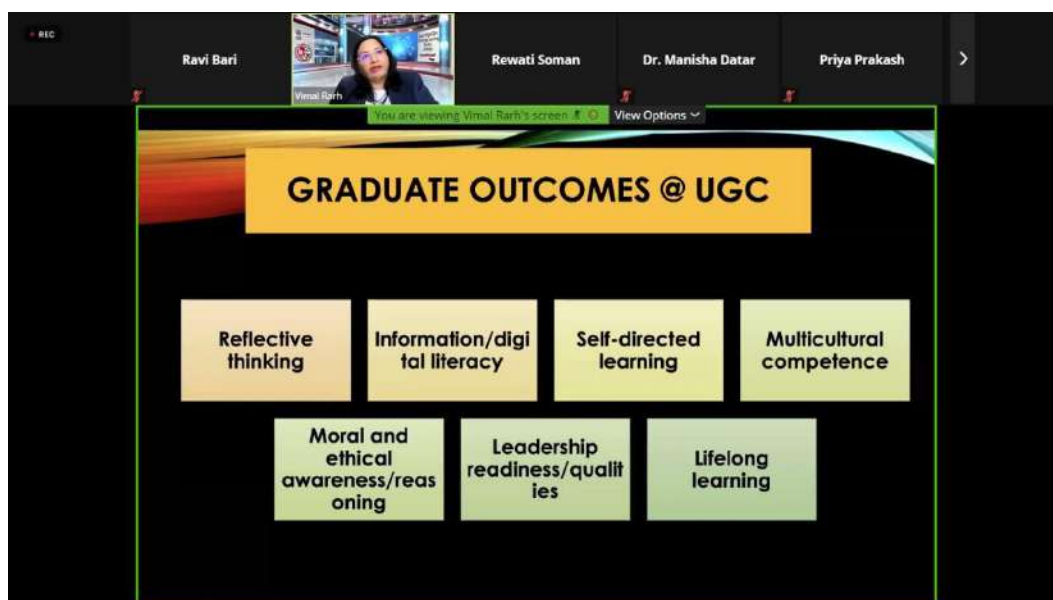 REC
Ravi Bari
Vimal Rarh
Rewati Soman
Dr. Manisha Datar
Priya Prakash
You are viewing Vimal Rarh's screen
View Options
GRADUATE OUTCOMES @ UGC
Reflective
thinking
Information/digi
tal literacy
Self-directed
learning
Multicultural
competence
Moral and
ethical
awareness/reas
oning
Leadership
readiness/qualit
ies
Lifelong
learning